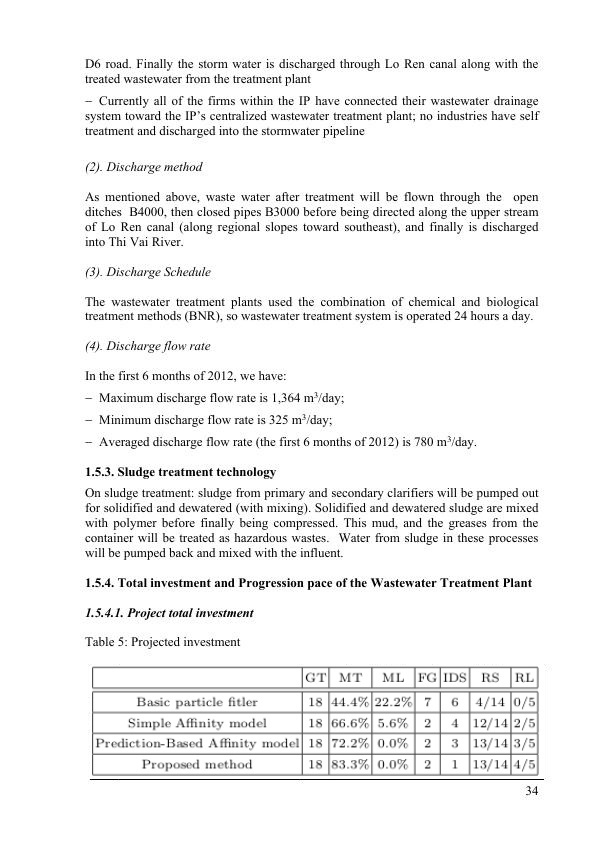 D6 road. Finally the storm water is discharged through Lo Ren canal along with the
treated wastewater from the treatment plant
− Currently all of the firms within the IP have connected their wastewater drainage
system toward the IP’s centralized wastewater treatment plant; no industries have self
treatment and discharged into the stormwater pipeline
(2). Discharge method
As mentioned above, waste water after treatment will be flown through the open
ditches B4000, then closed pipes B3000 before being directed along the upper stream
of Lo Ren canal (along regional slopes toward southeast), and finally is discharged
into Thi Vai River.
(3). Discharge Schedule
The wastewater treatment plants used the combination of chemical and biological
treatment methods (BNR), so wastewater treatment system is operated 24 hours a day.
(4). Discharge flow rate
In the first 6 months of 2012, we have:
− Maximum discharge flow rate is 1,364 m³/day;
− Minimum discharge flow rate is 325 m³/day;
− Averaged discharge flow rate (the first 6 months of 2012) is 780 m³/day.
1.5.3. Sludge treatment technology
On sludge treatment: sludge from primary and secondary clarifiers will be pumped out
for solidified and dewatered (with mixing). Solidified and dewatered sludge are mixed
with polymer before finally being compressed. This mud, and the greases from the
container will be treated as hazardous wastes. Water from sludge in these processes
will be pumped back and mixed with the influent.
1.5.4. Total investment and Progression pace of the Wastewater Treatment Plant
1.5.4.1. Project total investment
Table 5: Projected investment
GT MT ML FG IDS RS RL
Basic particle fitler 18 44.4% 22.2% 7 6 4/14 0/5
Simple Affinity model 18 66.6% 5.6% 2 4 12/14 2/5
Prediction-Based Affinity model 18 72.2% 0.0% 2 3 13/14 3/5
Proposed method 18 83.3% 0.0% 2 1 13/14 4/5
34